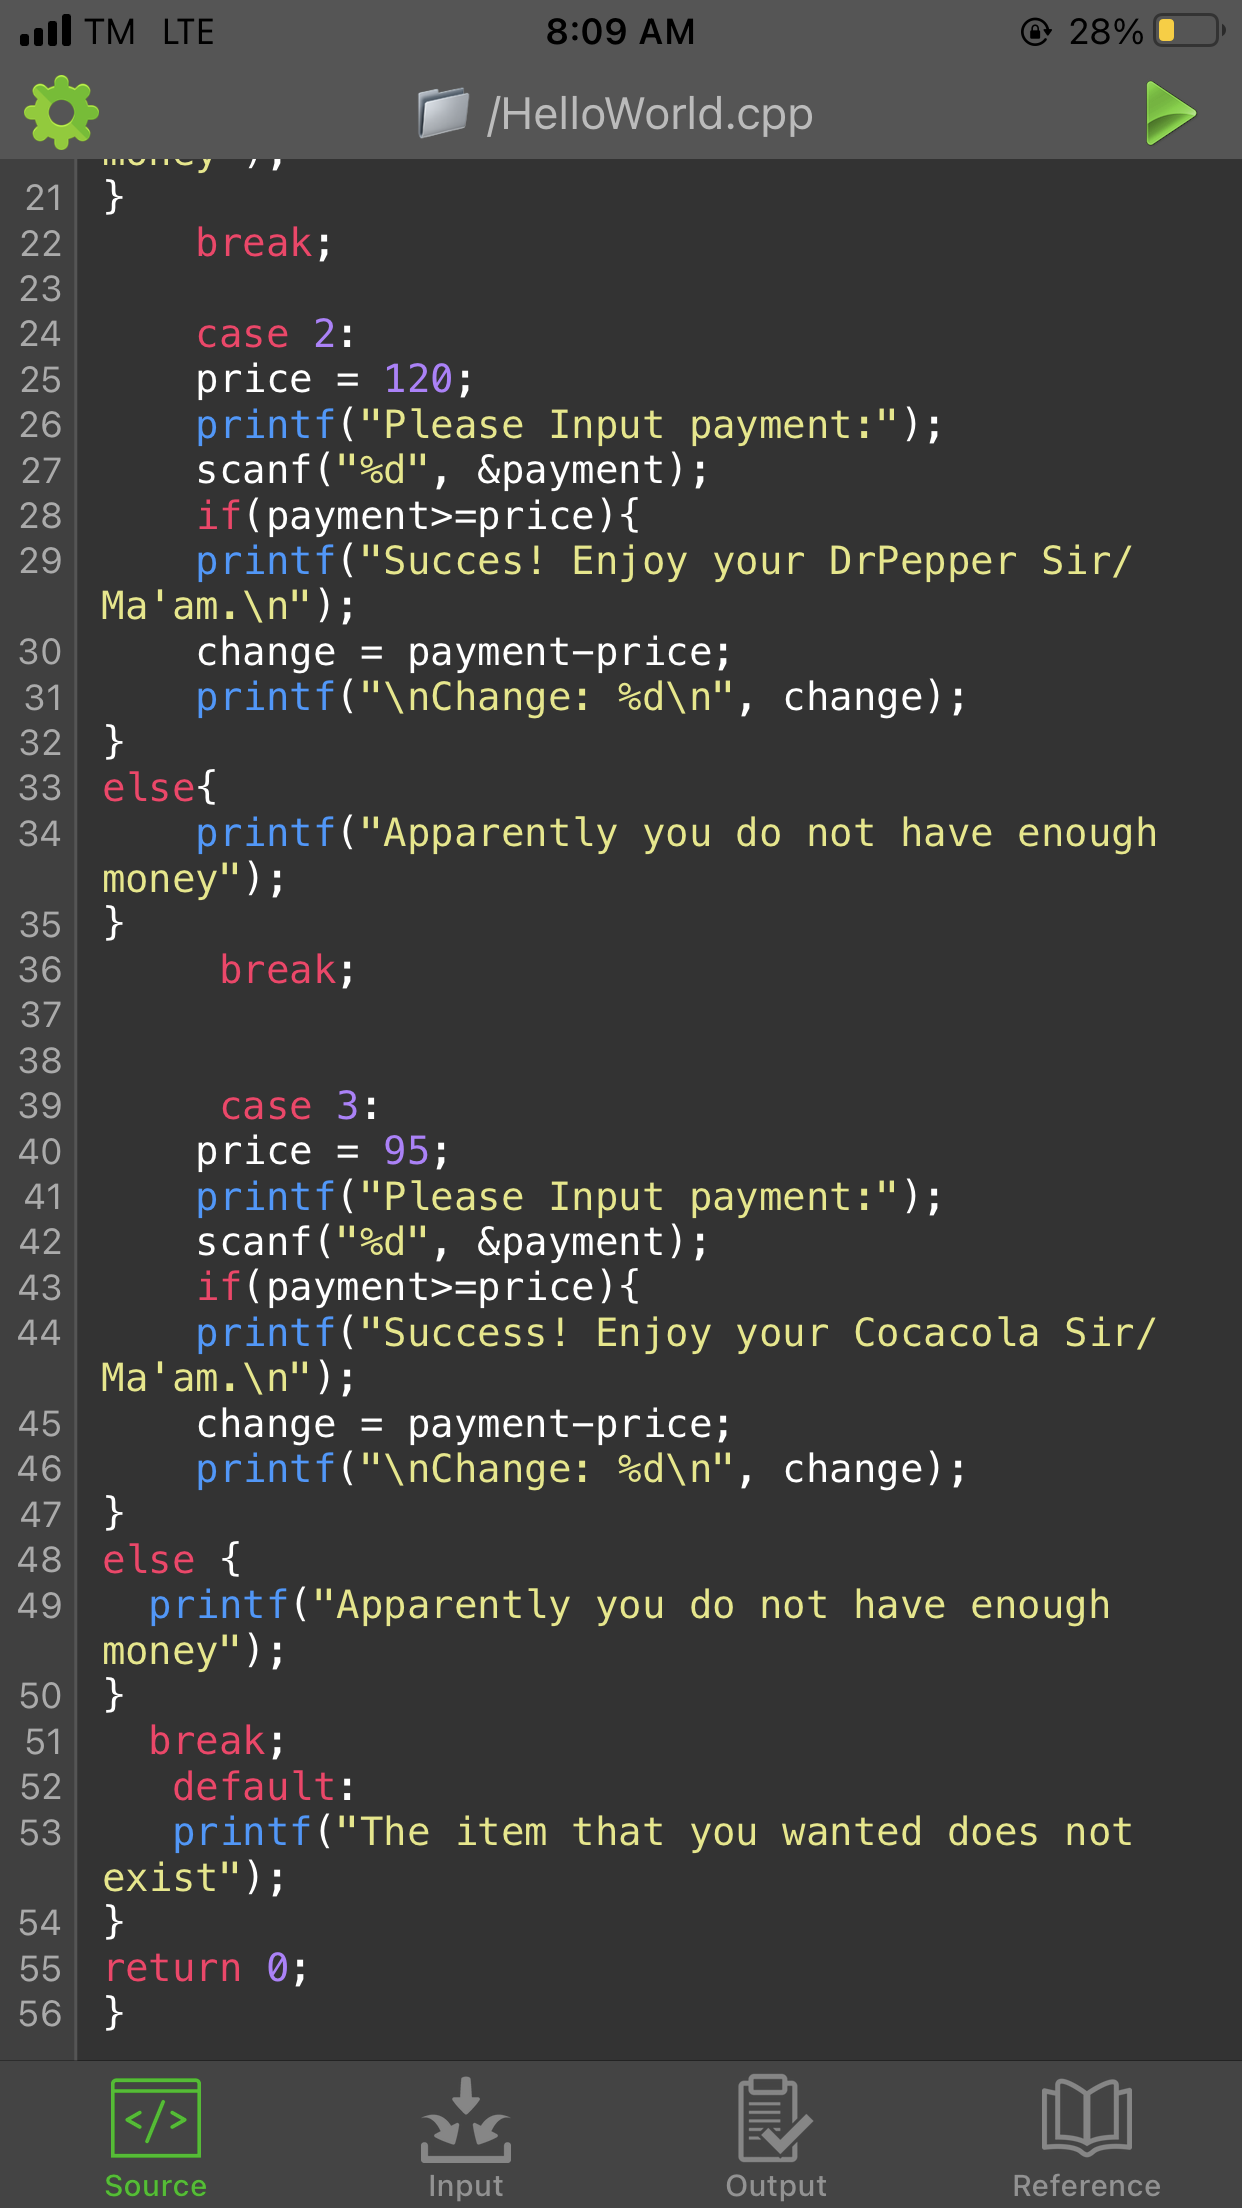 TM LTE 8:09 AM 28%
/HelloWorld.cpp
money");
21 }
22 break;
23
24 case 2:
25 price = 120;
26 printf("Please Input payment:");
27 scanf("%d", &payment);
28 if(payment>=price){
29 printf("Succes! Enjoy your DrPepper Sir/
Ma'am.\n");
30 change = payment-price;
31 printf("\nChange: %d\n", change);
32 }
33 else{
34 printf("Apparently you do not have enough
money");
35 }
36 break;
37
38
39 case 3:
40 price = 95;
41 printf("Please Input payment:");
42 scanf("%d", &payment);
43 if(payment>=price){
44 printf("Success! Enjoy your Cocacola Sir/
Ma'am.\n");
45 change = payment-price;
46 printf("\nChange: %d\n", change);
47 }
48 else {
49 printf("Apparently you do not have enough
money");
50 }
51 break;
52 default:
53 printf("The item that you wanted does not
exist");
54 }
55 return 0;
56 }
</> Source Input Output Reference